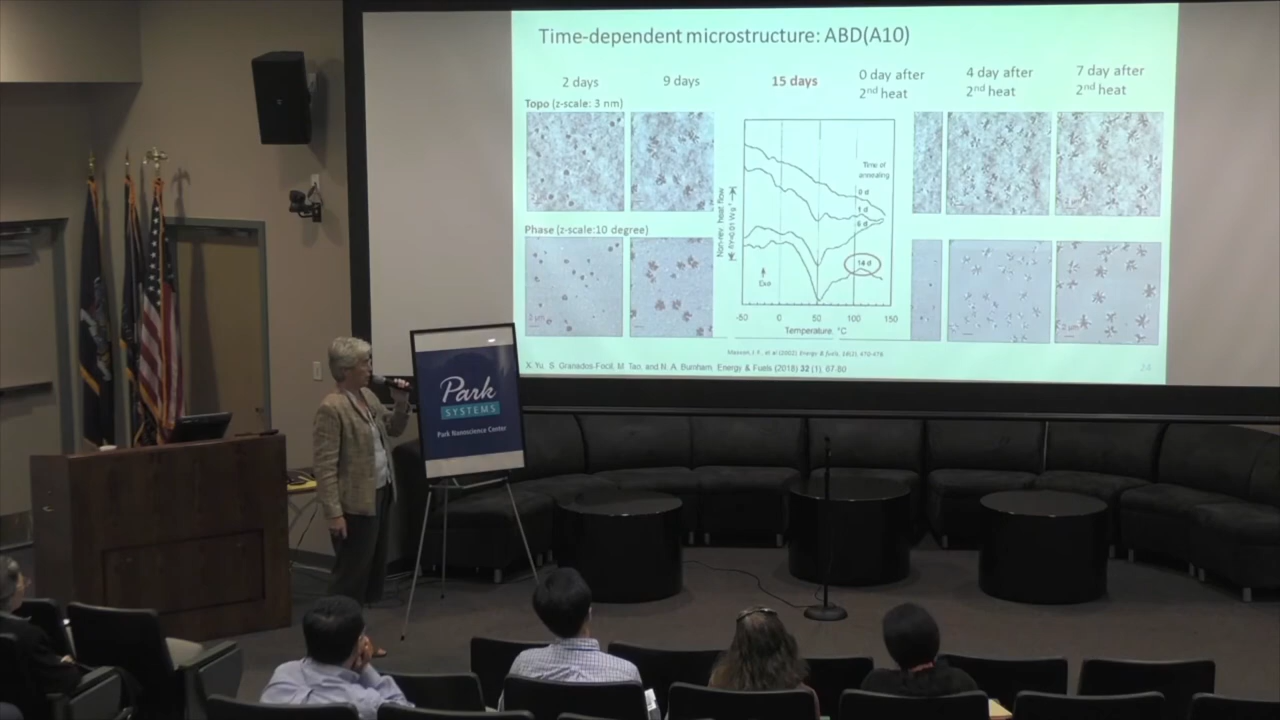 Time-dependent microstructure: ABD(A10)
2 days
9 days
15 days
0 day after
2nd heat
4 day after
2nd heat
7 day after
2nd heat
Topo (z-scale: 3 nm)
Phase (z-scale:10 degree)
Non-rev. heat flow
Time of
annealing
0 d
1 d
6 d
14 d
Exo
-50
0
50
100
150
Temperature, °C
X. Yu, S. Granados-Focil, M. Tao, and N. A. Burnham, Energy & Fuels (2018) 32 (1), 67-80
24
Park
SYSTEMS
Park Nanoscience Center